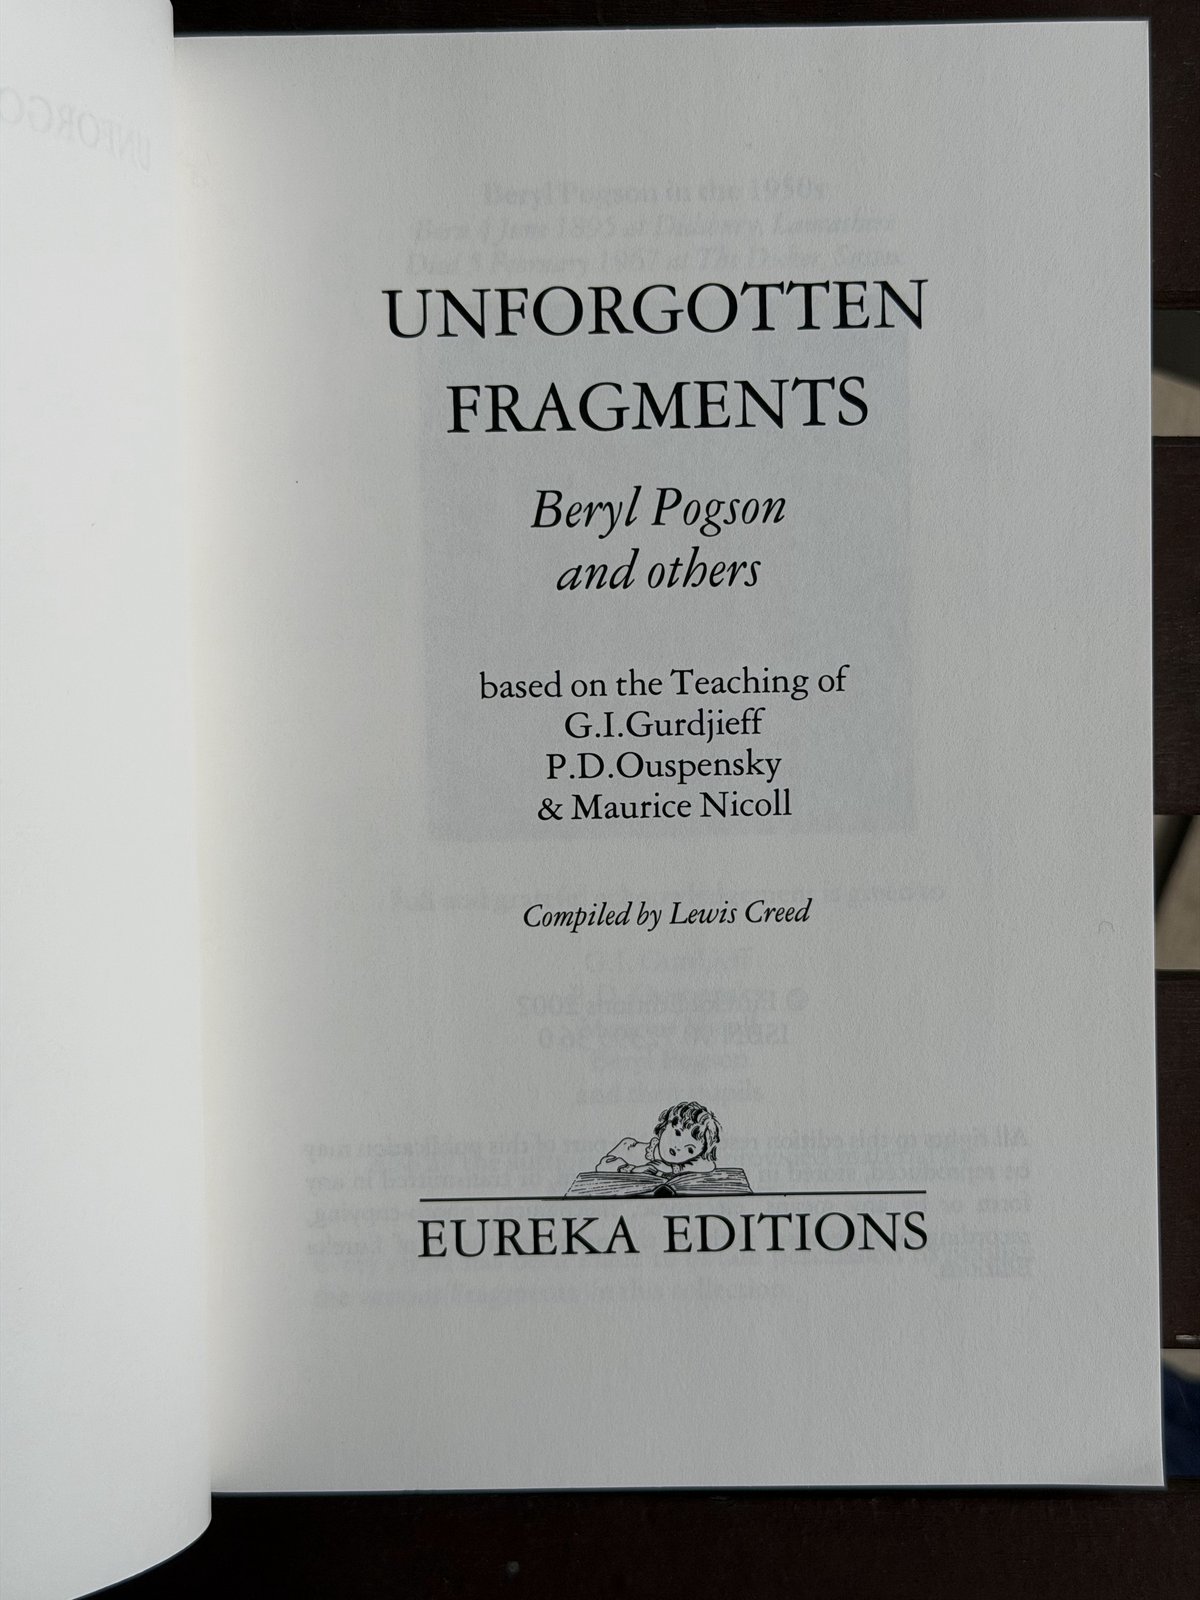 UNFORGOTTEN
FRAGMENTS
Beryl Pogson
and others
based on the Teaching of
G.I.Gurdjieff
P.D.Ouspensky
& Maurice Nicoll
Compiled by Lewis Creed
EUREKA EDITIONS